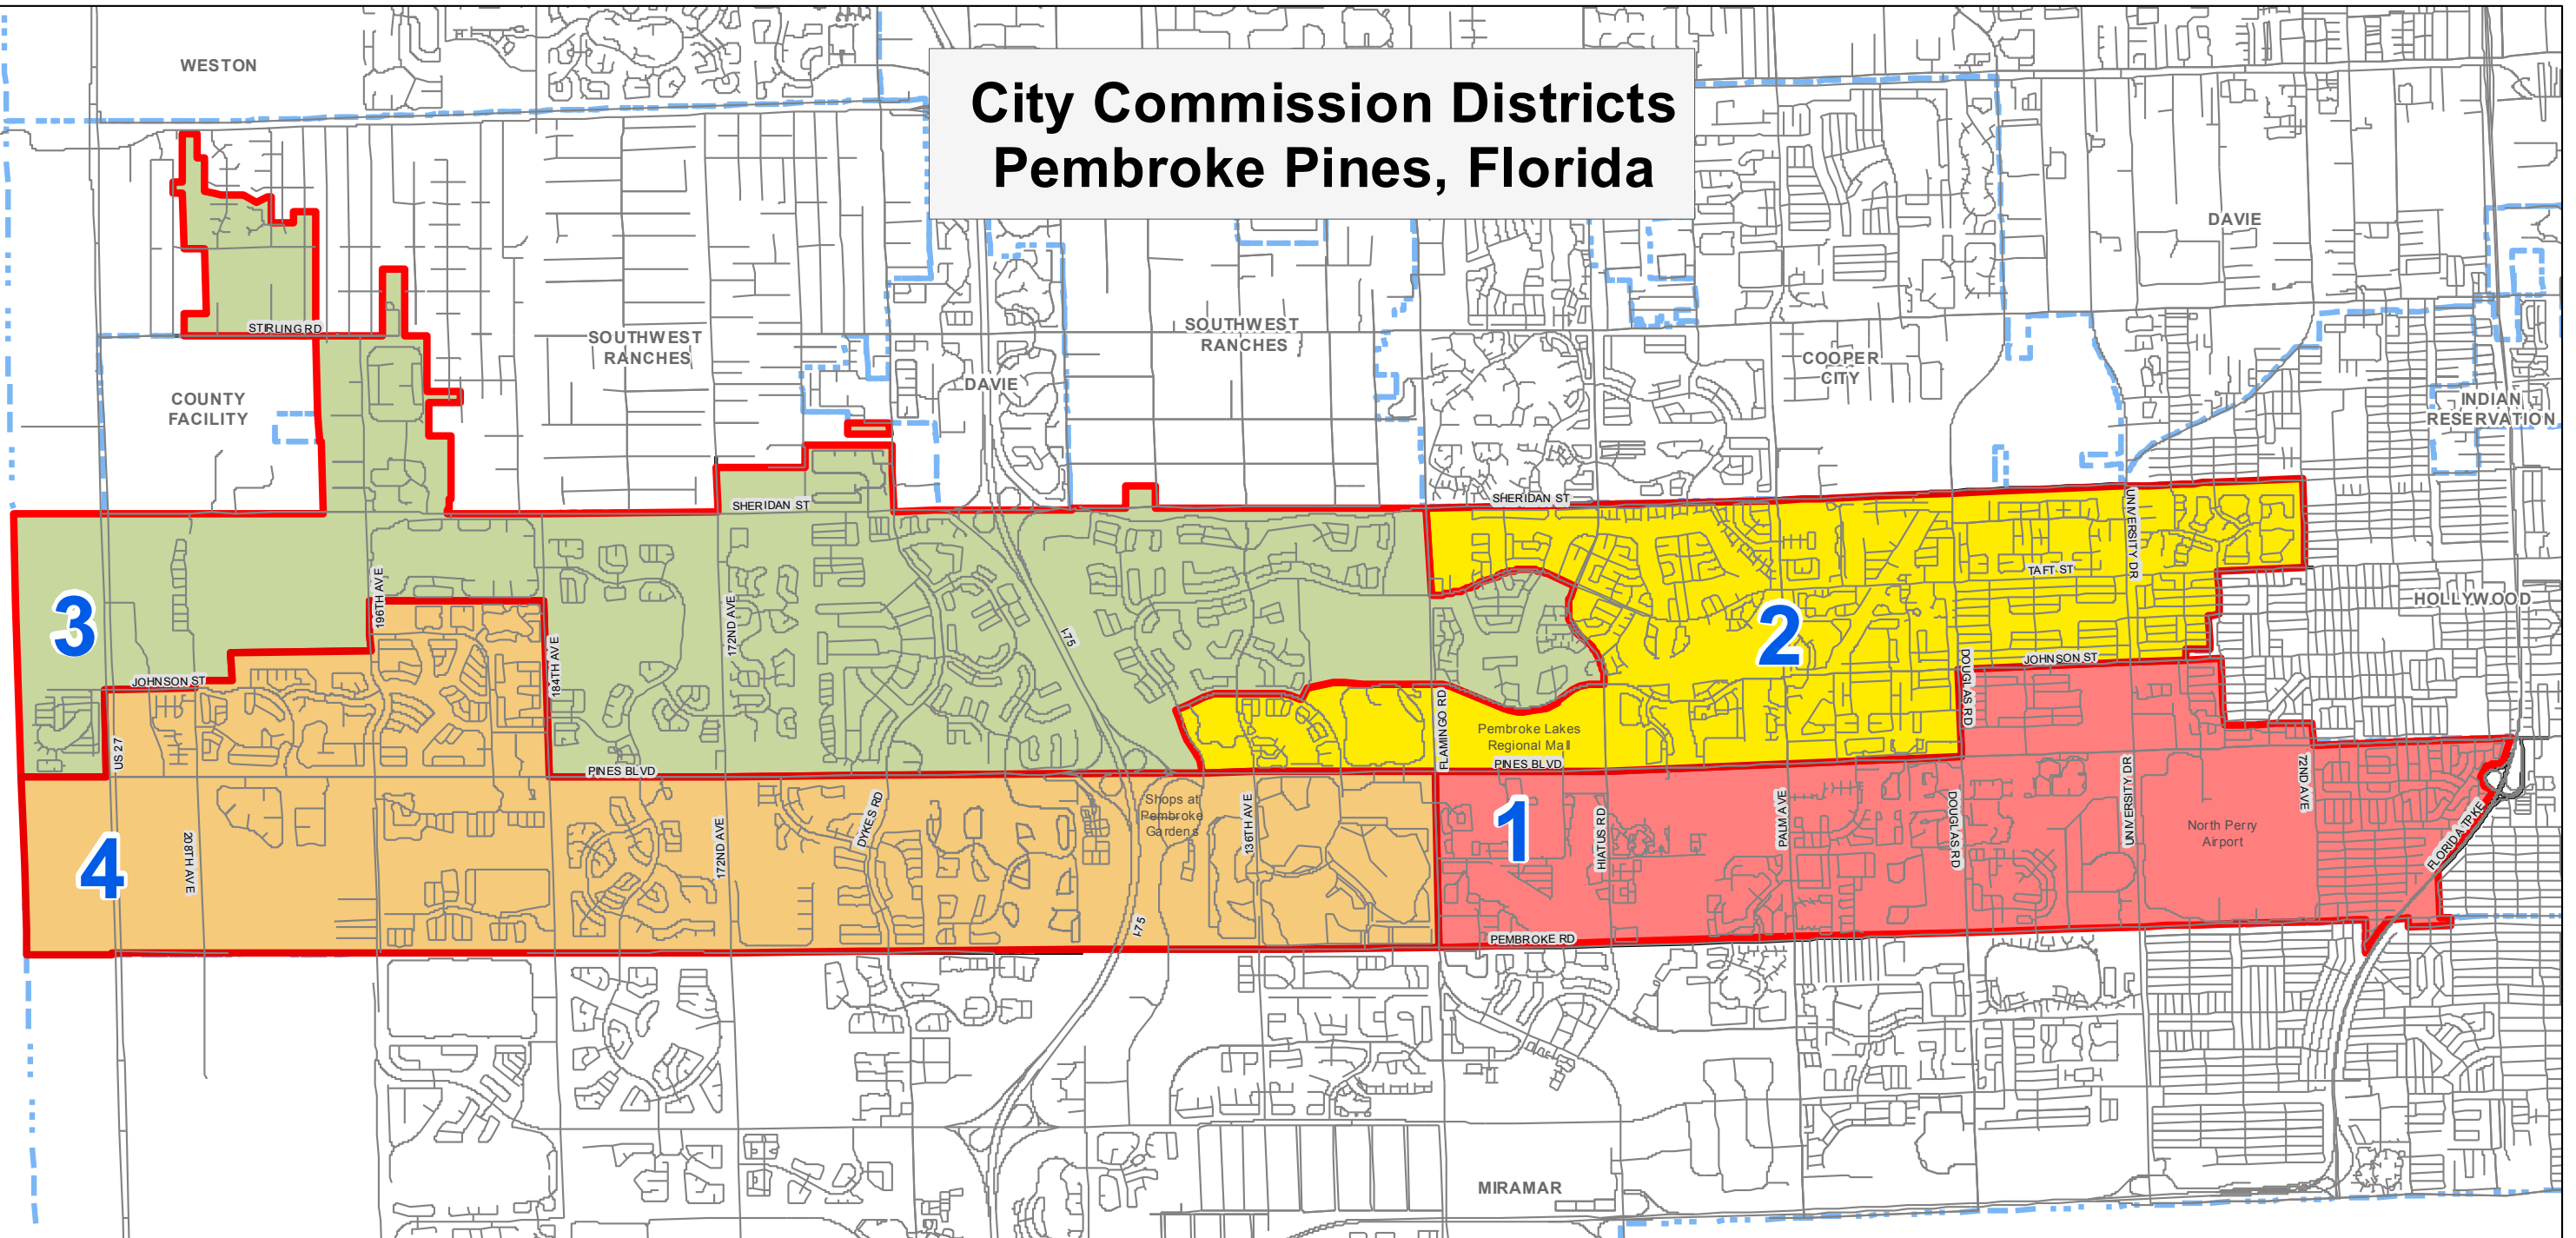 City Commission Districts
Pembroke Pines, Florida
WESTON
DAVIE
STIRLING RD
SOUTHWEST
RANCHES
SOUTHWEST
RANCHES
DAVIE
COOPER
CITY
COUNTY
FACILITY
INDIAN
RESERVATION
SHERIDAN ST
SHERIDAN ST
UNIVERSITY DR
TAFT ST
HOLLYWOOD
3
196TH AVE
184TH AVE
172ND AVE
I-75
2
JOHNSON ST
JOHNSON ST
DOUGLAS RD
US 27
FLAMINGO RD
Pembroke Lakes
Regional Mall
PINES BLVD
PINES BLVD
4
208TH AVE
172ND AVE
DYKES RD
Shops at
Pembroke
Gardens
136TH AVE
1
HIATUS RD
PALM AVE
DOUGLAS RD
UNIVERSITY DR
North Perry
Airport
72ND AVE
FLORIDA TPKE
I-75
PEMBROKE RD
MIRAMAR